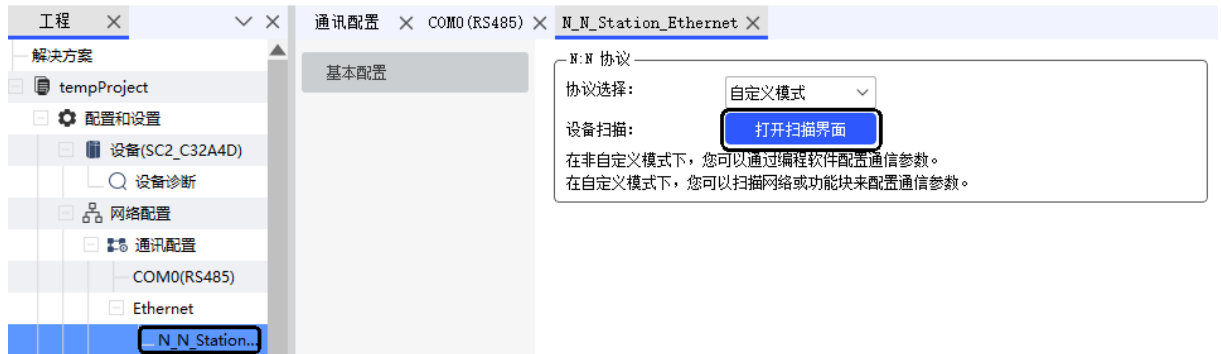 工程
通讯配置 COM0(RS485) N_N_Station_Ethernet
解决方案
tempProject
配置和设置
设备(SC2_C32A4D)
设备诊断
网络配置
通讯配置
COM0(RS485)
Ethernet
N_N_Station...
基本配置
N:N 协议
协议选择: 自定义模式
设备扫描: 打开扫描界面
在非自定义模式下，您可以通过编程软件配置通信参数。
在自定义模式下，您可以扫描网络或功能块来配置通信参数。